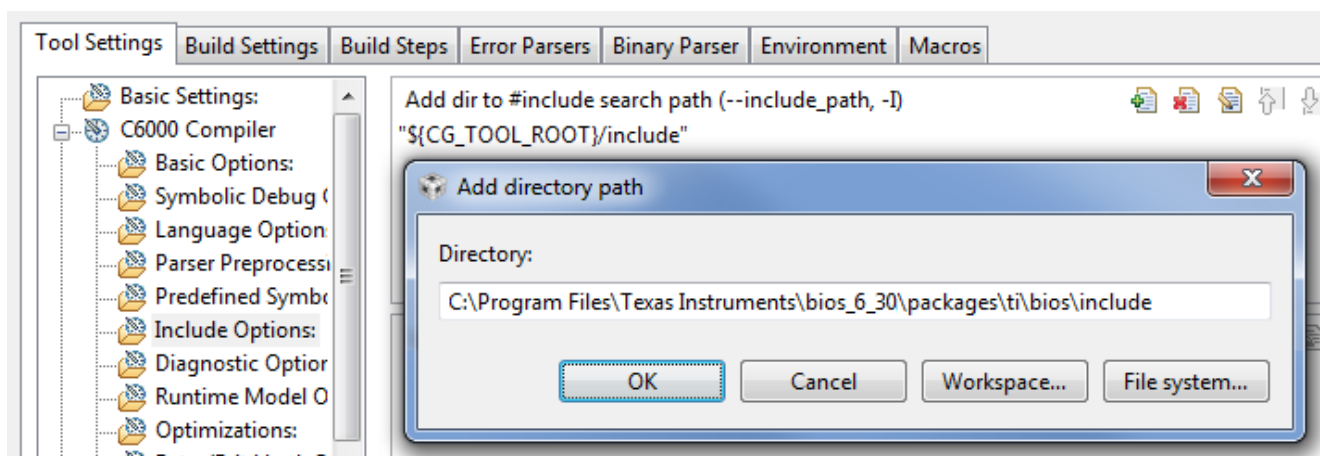 Tool Settings Build Settings Build Steps Error Parsers Binary Parser Environment Macros
Basic Settings:
C6000 Compiler
Basic Options:
Symbolic Debug
Language Option
Parser Preprocessi
Predefined Symbo
Include Options:
Diagnostic Option
Runtime Model O
Optimizations:
Add dir to #include search path (--include_path, -I)
"${CG_TOOL_ROOT}/include"
Add directory path
Directory:
C:\Program Files\Texas Instruments\bios_6_30\packages\ti\bios\include
OK Cancel Workspace... File system...